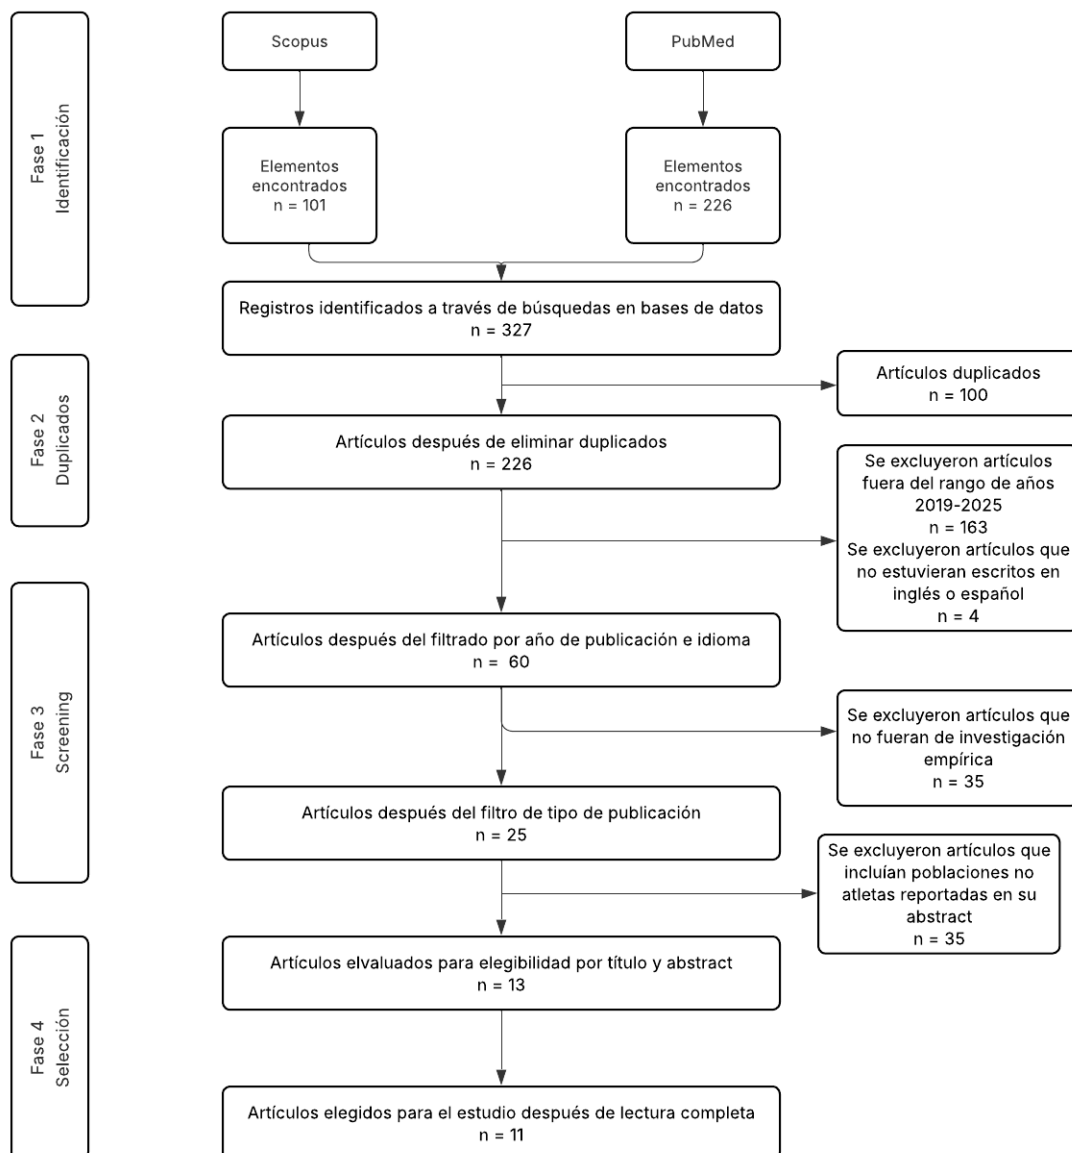 Fase 1
Identificación
Scopus
PubMed
Elementos
encontrados
n = 101
Elementos
encontrados
n = 226
Registros identificados a través de búsquedas en bases de datos
n = 327
Fase 2
Duplicados
Artículos duplicados
n = 100
Artículos después de eliminar duplicados
n = 226
Se excluyeron artículos
fuera del rango de años
2019-2025
n = 163
Se excluyeron artículos que
no estuvieran escritos en
inglés o español
n = 4
Fase 3
Screening
Artículos después del filtrado por año de publicación e idioma
n = 60
Se excluyeron artículos que
no fueran de investigación
empírica
n = 35
Artículos después del filtro de tipo de publicación
n = 25
Se excluyeron artículos que
incluían poblaciones no
atletas reportadas en su
abstract
n = 35
Fase 4
Selección
Artículos elvaluados para elegibilidad por título y abstract
n = 13
Artículos elegidos para el estudio después de lectura completa
n = 11